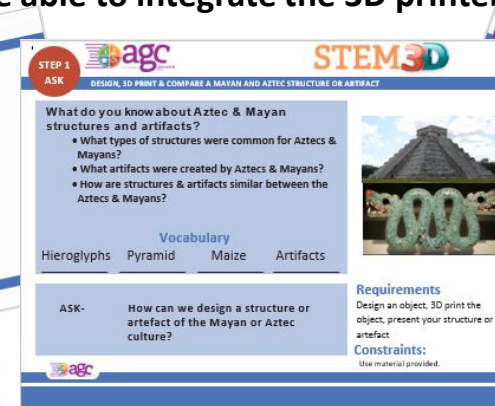 e able to integrate the 3D printer
STEP 1
ASK
agc
STEM3D
DESIGN, 3D PRINT & COMPARE A MAYAN AND AZTEC STRUCTURE OR ARTIFACT
What do you know about Aztec & Mayan
structures and artifacts?
• What types of structures were common for Aztecs &
Mayans?
• What artifacts were created by Aztecs & Mayans?
• How are structures & artifacts similar between the
Aztecs & Mayans?
Vocabulary
Hieroglyphs Pyramid Maize Artifacts
ASK- How can we design a structure or
artefact of the Mayan or Aztec
culture?
Requirements
Design an object, 3D print the
object, present your structure or
artefact
Constraints:
Use material provided.
agc